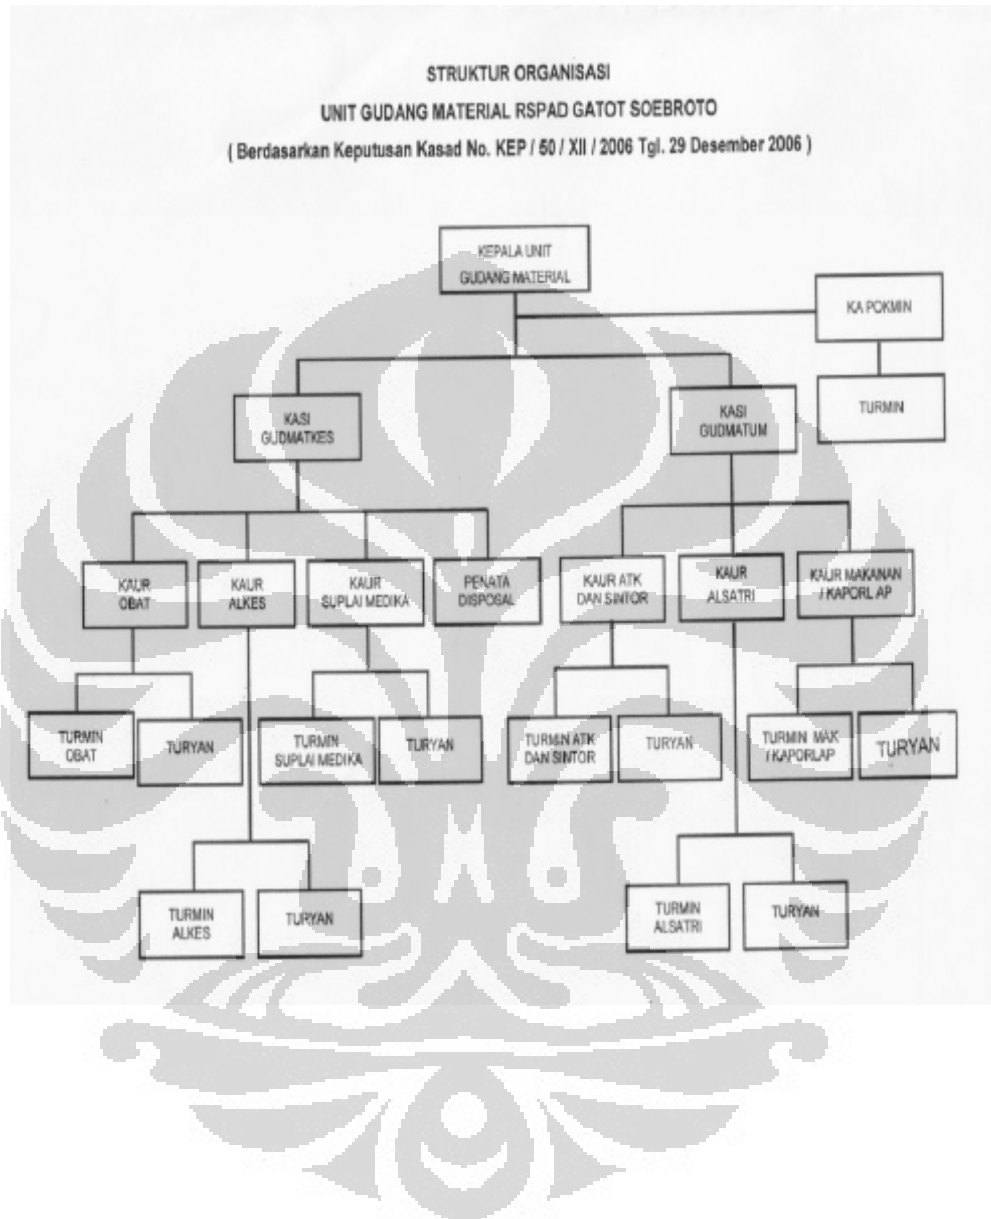 STRUKTUR ORGANISASI
UNIT GUDANG MATERIAL RSPAD GATOT SOEBROTO
( Berdasarkan Keputusan Kasad No. KEP / 50 / XII / 2006 Tgl. 29 Desember 2006 )
KEPALA UNIT
GUDANG MATERIAL
KA POKMIN
TURMIN
KASI
GUDMATKES
KASI
GUDMATUM
KAUR
OBAT
KAUR
ALKES
KAUR
SUPLAI MEDIKA
PENATA
DISPOSAL
KAUR ATK
DAN SINTOR
KAUR
ALSATRI
KAUR MAKANAN
/ KAPORL AP
TURMIN
OBAT
TURYAN
TURMIN
SUPLAI MEDIKA
TURYAN
TURMIN ATK
DAN SINTOR
TURYAN
TURMIN MAK
/ KAPORLAP
TURYAN
TURMIN
ALKES
TURYAN
TURMIN
ALSATRI
TURYAN